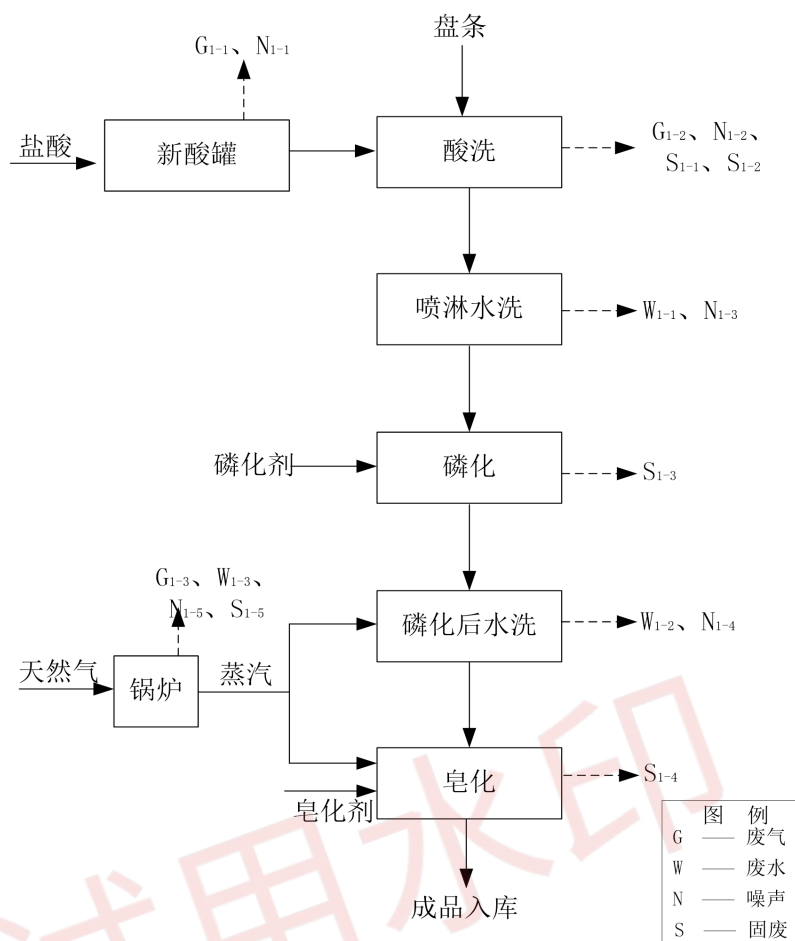 盘条
G1-1、N1-1
盐酸
新酸罐
酸洗
G1-2、N1-2、
S1-1、S1-2
喷淋水洗
W1-1、N1-3
磷化剂
磷化
S1-3
G1-3、W1-3、
N1-5、S1-5
磷化后水洗
W1-2、N1-4
天然气
锅炉
蒸汽
皂化剂
皂化
S1-4
成品入库
图 例
G —— 废气
W —— 废水
N —— 噪声
S —— 固废
试用水印